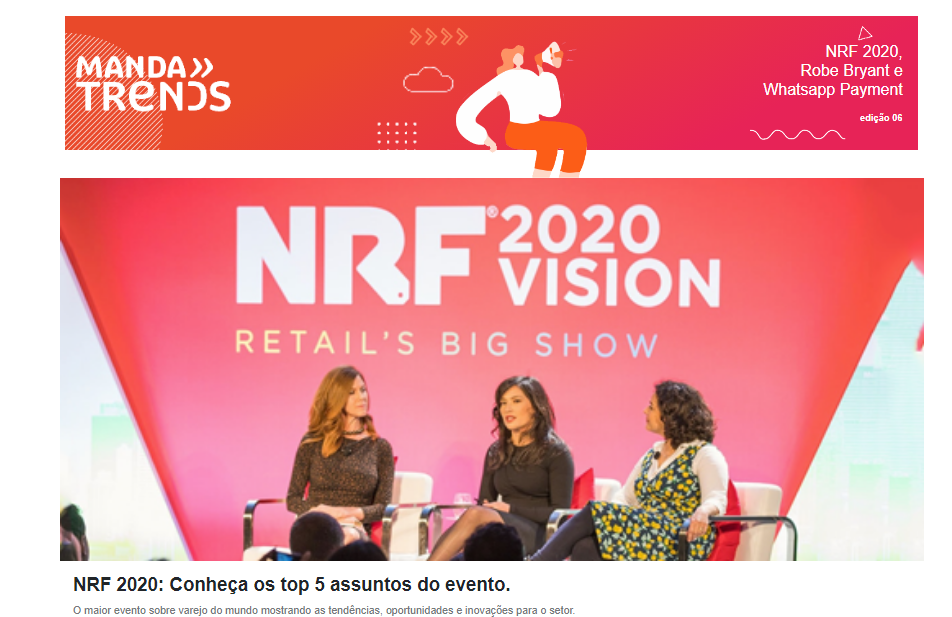 MANDA
TRENDS
NRF 2020,
Robe Bryant e
Whatsapp Payment
edição 06
NRF® 2020
VISION
RETAIL'S BIG SHOW
NRF 2020: Conheça os top 5 assuntos do evento.
O maior evento sobre varejo do mundo mostrando as tendências, oportunidades e inovações para o setor.